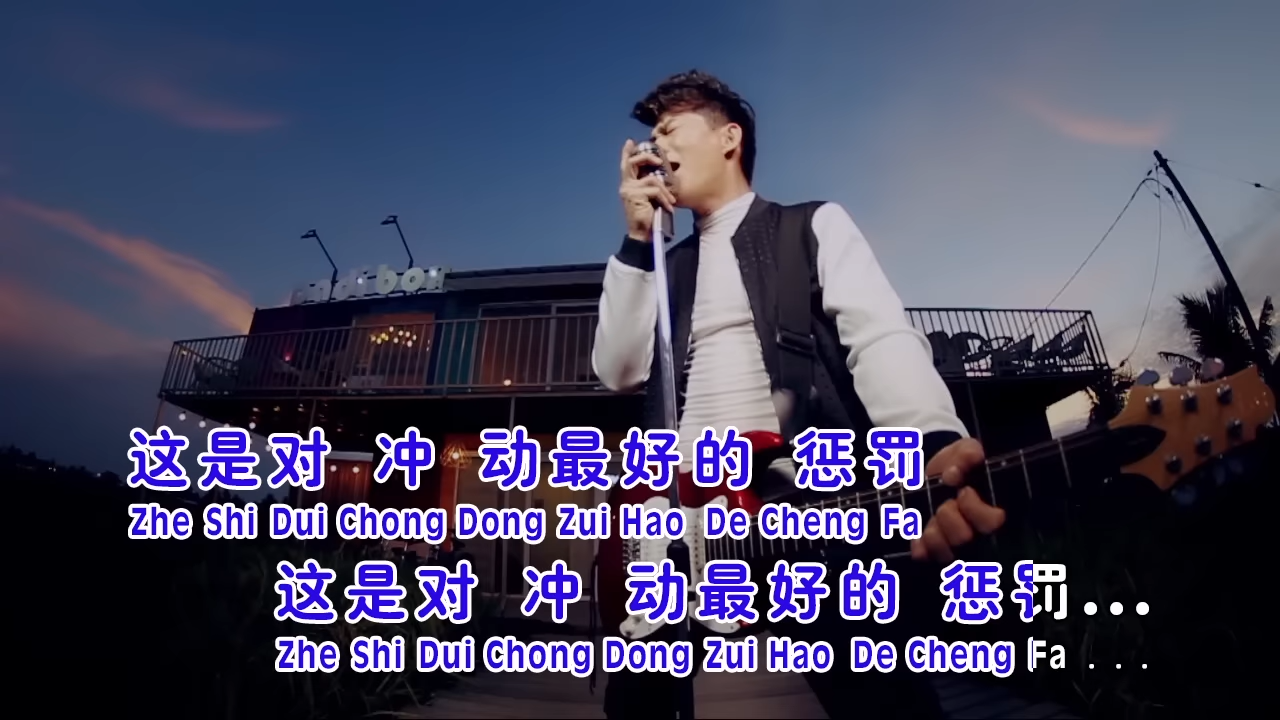 这是对 冲 动最好的 惩罚
Zhe Shi Dui Chong Dong Zui Hao De Cheng Fa
这是对 冲 动最好的 惩罚...
Zhe Shi Dui Chong Dong Zui Hao De Cheng Fa . . .